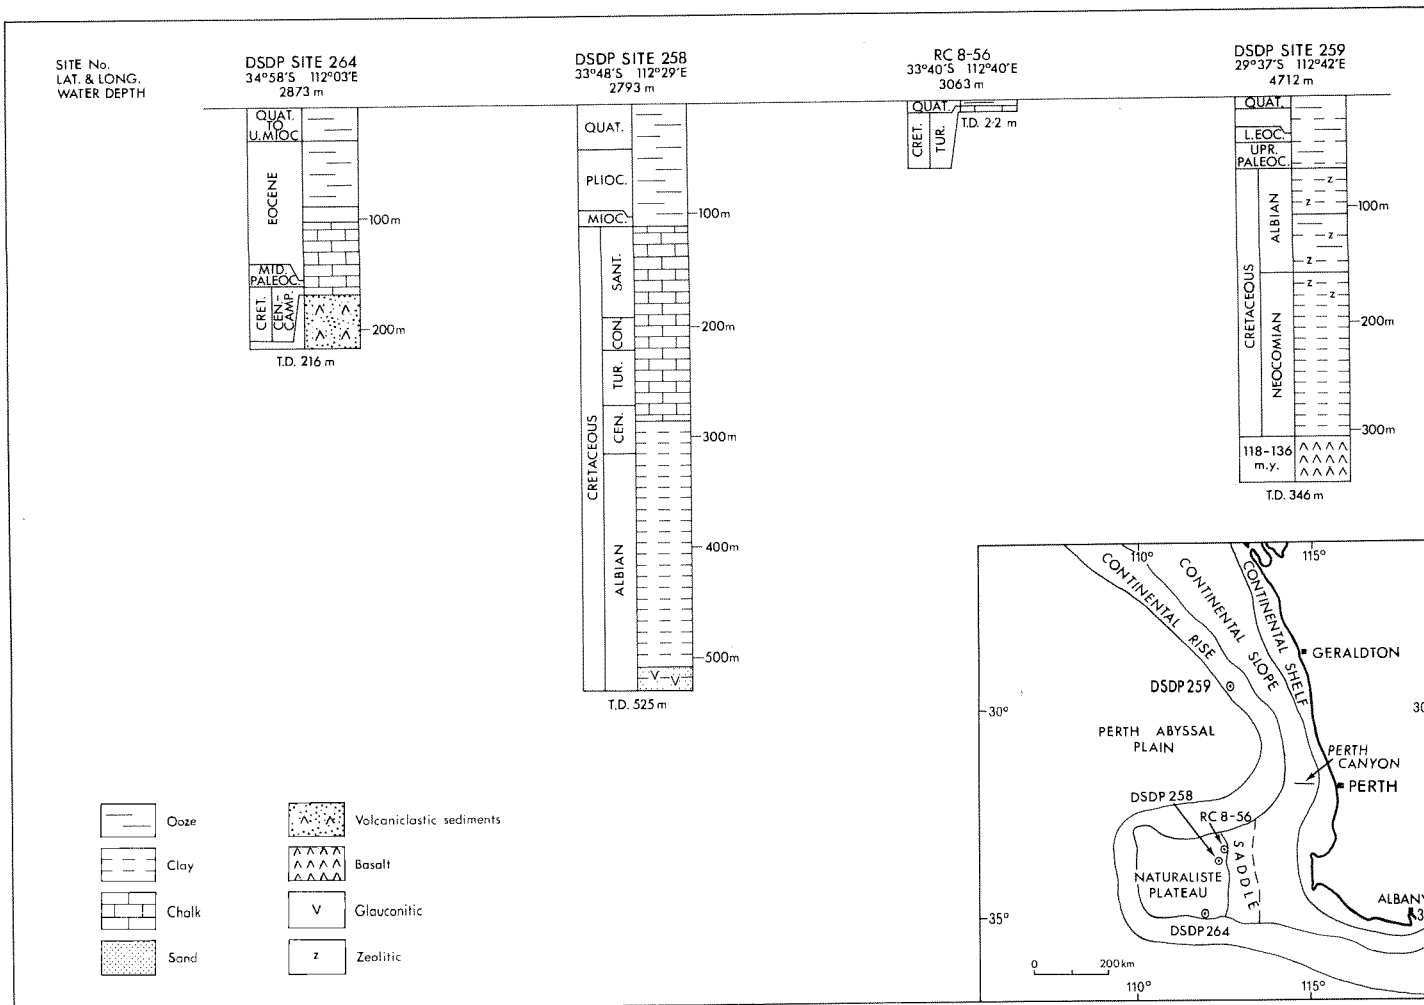 SITE No.
LAT. & LONG.
WATER DEPTH
DSDP SITE 264
34°58'S 112°03'E
2873 m
QUAT.
TO
U.MIOC
EOCENE
MID.
PALEOC.
CRET.
CEN-
CAMP.
100m
200m
T.D. 216 m
DSDP SITE 258
33°48'S 112°29'E
2793 m
QUAT.
PLIOC.
MIOC.
CRETACEOUS
SANT.
CON.
TUR.
CEN.
ALBIAN
100m
200m
300m
400m
500m
T.D. 525 m
RC 8-56
33°40'S 112°40'E
3063 m
QUAT.
CRET.
TUR.
T.D. 2·2 m
DSDP SITE 259
29°37'S 112°42'E
4712 m
QUAT.
L.EOC.
UPR.
PALEOC.
CRETACEOUS
ALBIAN
NEOCOMIAN
z
z
z
z
z
z
100m
200m
300m
118-136
m.y.
T.D. 346 m
Ooze
Clay
Chalk
Sand
Volcaniclastic sediments
Basalt
V Glauconitic
z Zeolitic
110° 115°
CONTINENTAL RISE
CONTINENTAL SLOPE
CONTINENTAL SHELF
GERALDTON
DSDP259
30° 30
PERTH ABYSSAL
PLAIN
PERTH
CANYON
PERTH
DSDP 258
RC 8-56
SADDLE
NATURALISTE
PLATEAU
ALBANY
35° 3
DSDP264
0 200km
110° 115°